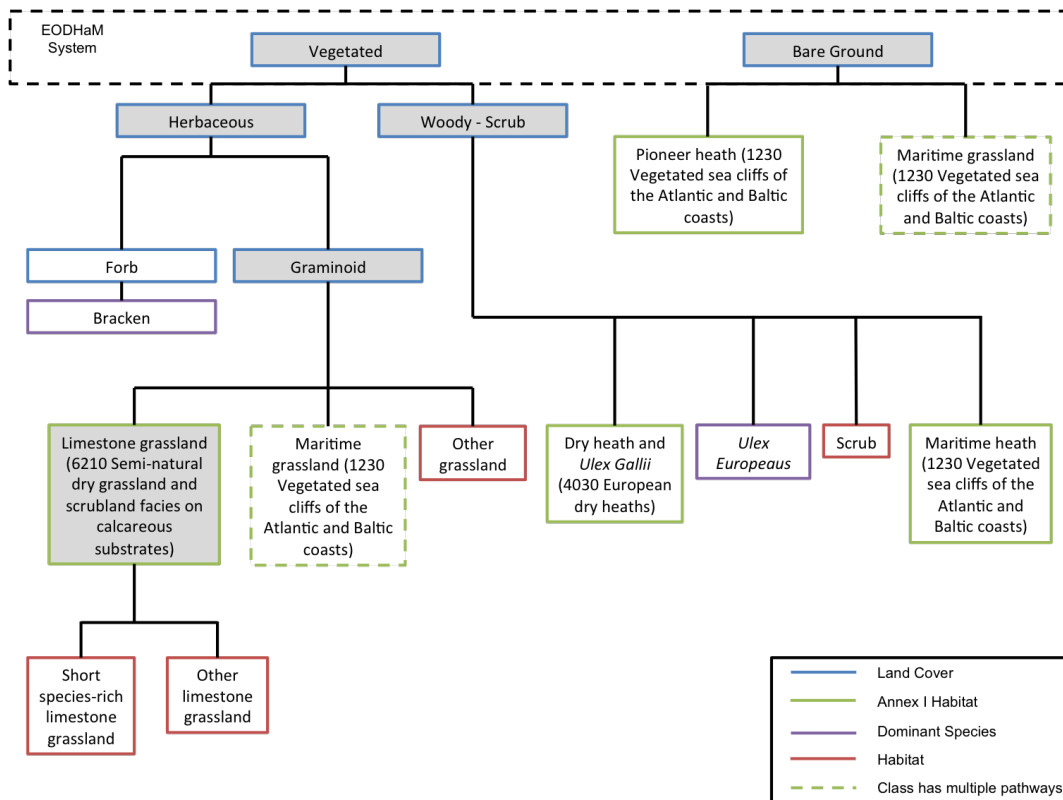 EODHaM
System
Vegetated
Bare Ground
Herbaceous
Woody - Scrub
Pioneer heath (1230
Vegetated sea cliffs of
the Atlantic and Baltic
coasts)
Maritime grassland
(1230 Vegetated sea
cliffs of the Atlantic
and Baltic coasts)
Forb
Graminoid
Bracken
Limestone grassland
(6210 Semi-natural
dry grassland and
scrubland facies on
calcareous
substrates)
Maritime
grassland (1230
Vegetated sea
cliffs of the
Atlantic and Baltic
coasts)
Other
grassland
Dry heath and
Ulex Gallii
(4030 European
dry heaths)
Ulex
Europeaus
Scrub
Maritime heath
(1230 Vegetated
sea cliffs of the
Atlantic and
Baltic coasts)
Short
species-rich
limestone
grassland
Other
limestone
grassland
Land Cover
Annex I Habitat
Dominant Species
Habitat
Class has multiple pathways